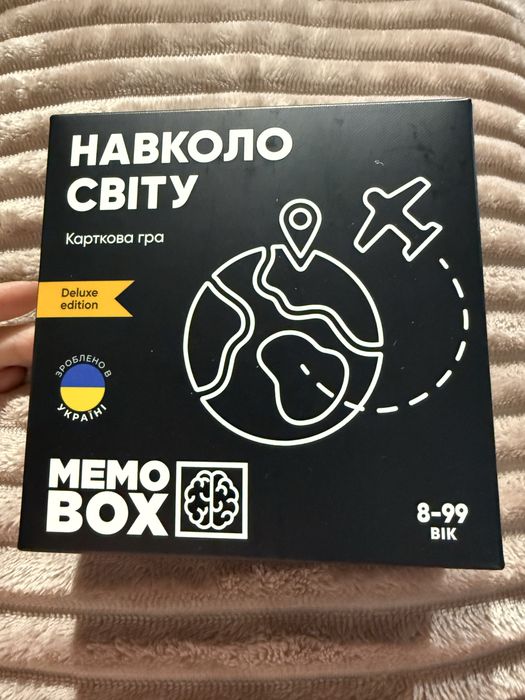 НАВКОЛО
СВІТУ
Карткова гра
Deluxe
edition
ЗРОБЛЕНО В
УКРАЇНІ
MEMO
BOX
8-99
ВІК